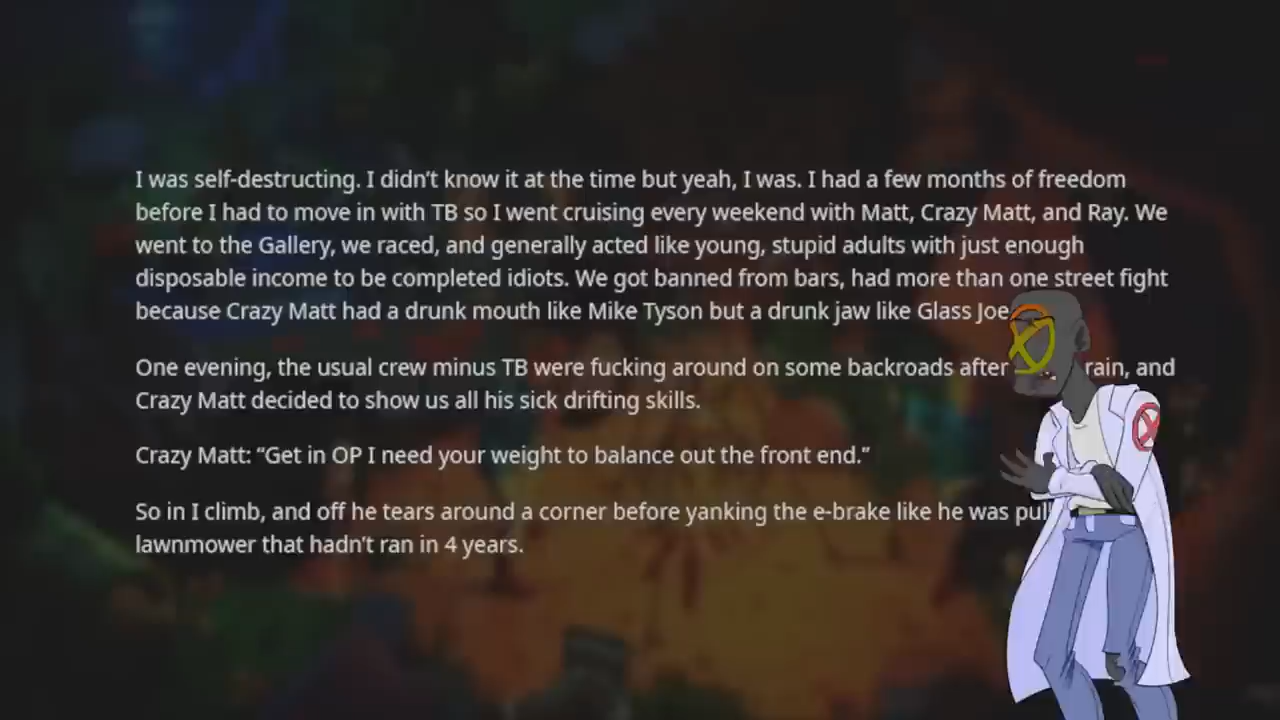 I was self-destructing. I didn't know it at the time but yeah, I was. I had a few months of freedom
before I had to move in with TB so I went cruising every weekend with Matt, Crazy Matt, and Ray. We
went to the Gallery, we raced, and generally acted like young, stupid adults with just enough
disposable income to be completed idiots. We got banned from bars, had more than one street fight
because Crazy Matt had a drunk mouth like Mike Tyson but a drunk jaw like Glass Joe
One evening, the usual crew minus TB were fucking around on some backroads after rain, and
Crazy Matt decided to show us all his sick drifting skills.
Crazy Matt: “Get in OP I need your weight to balance out the front end.”
So in I climb, and off he tears around a corner before yanking the e-brake like he was
lawnmower that hadn't ran in 4 years.